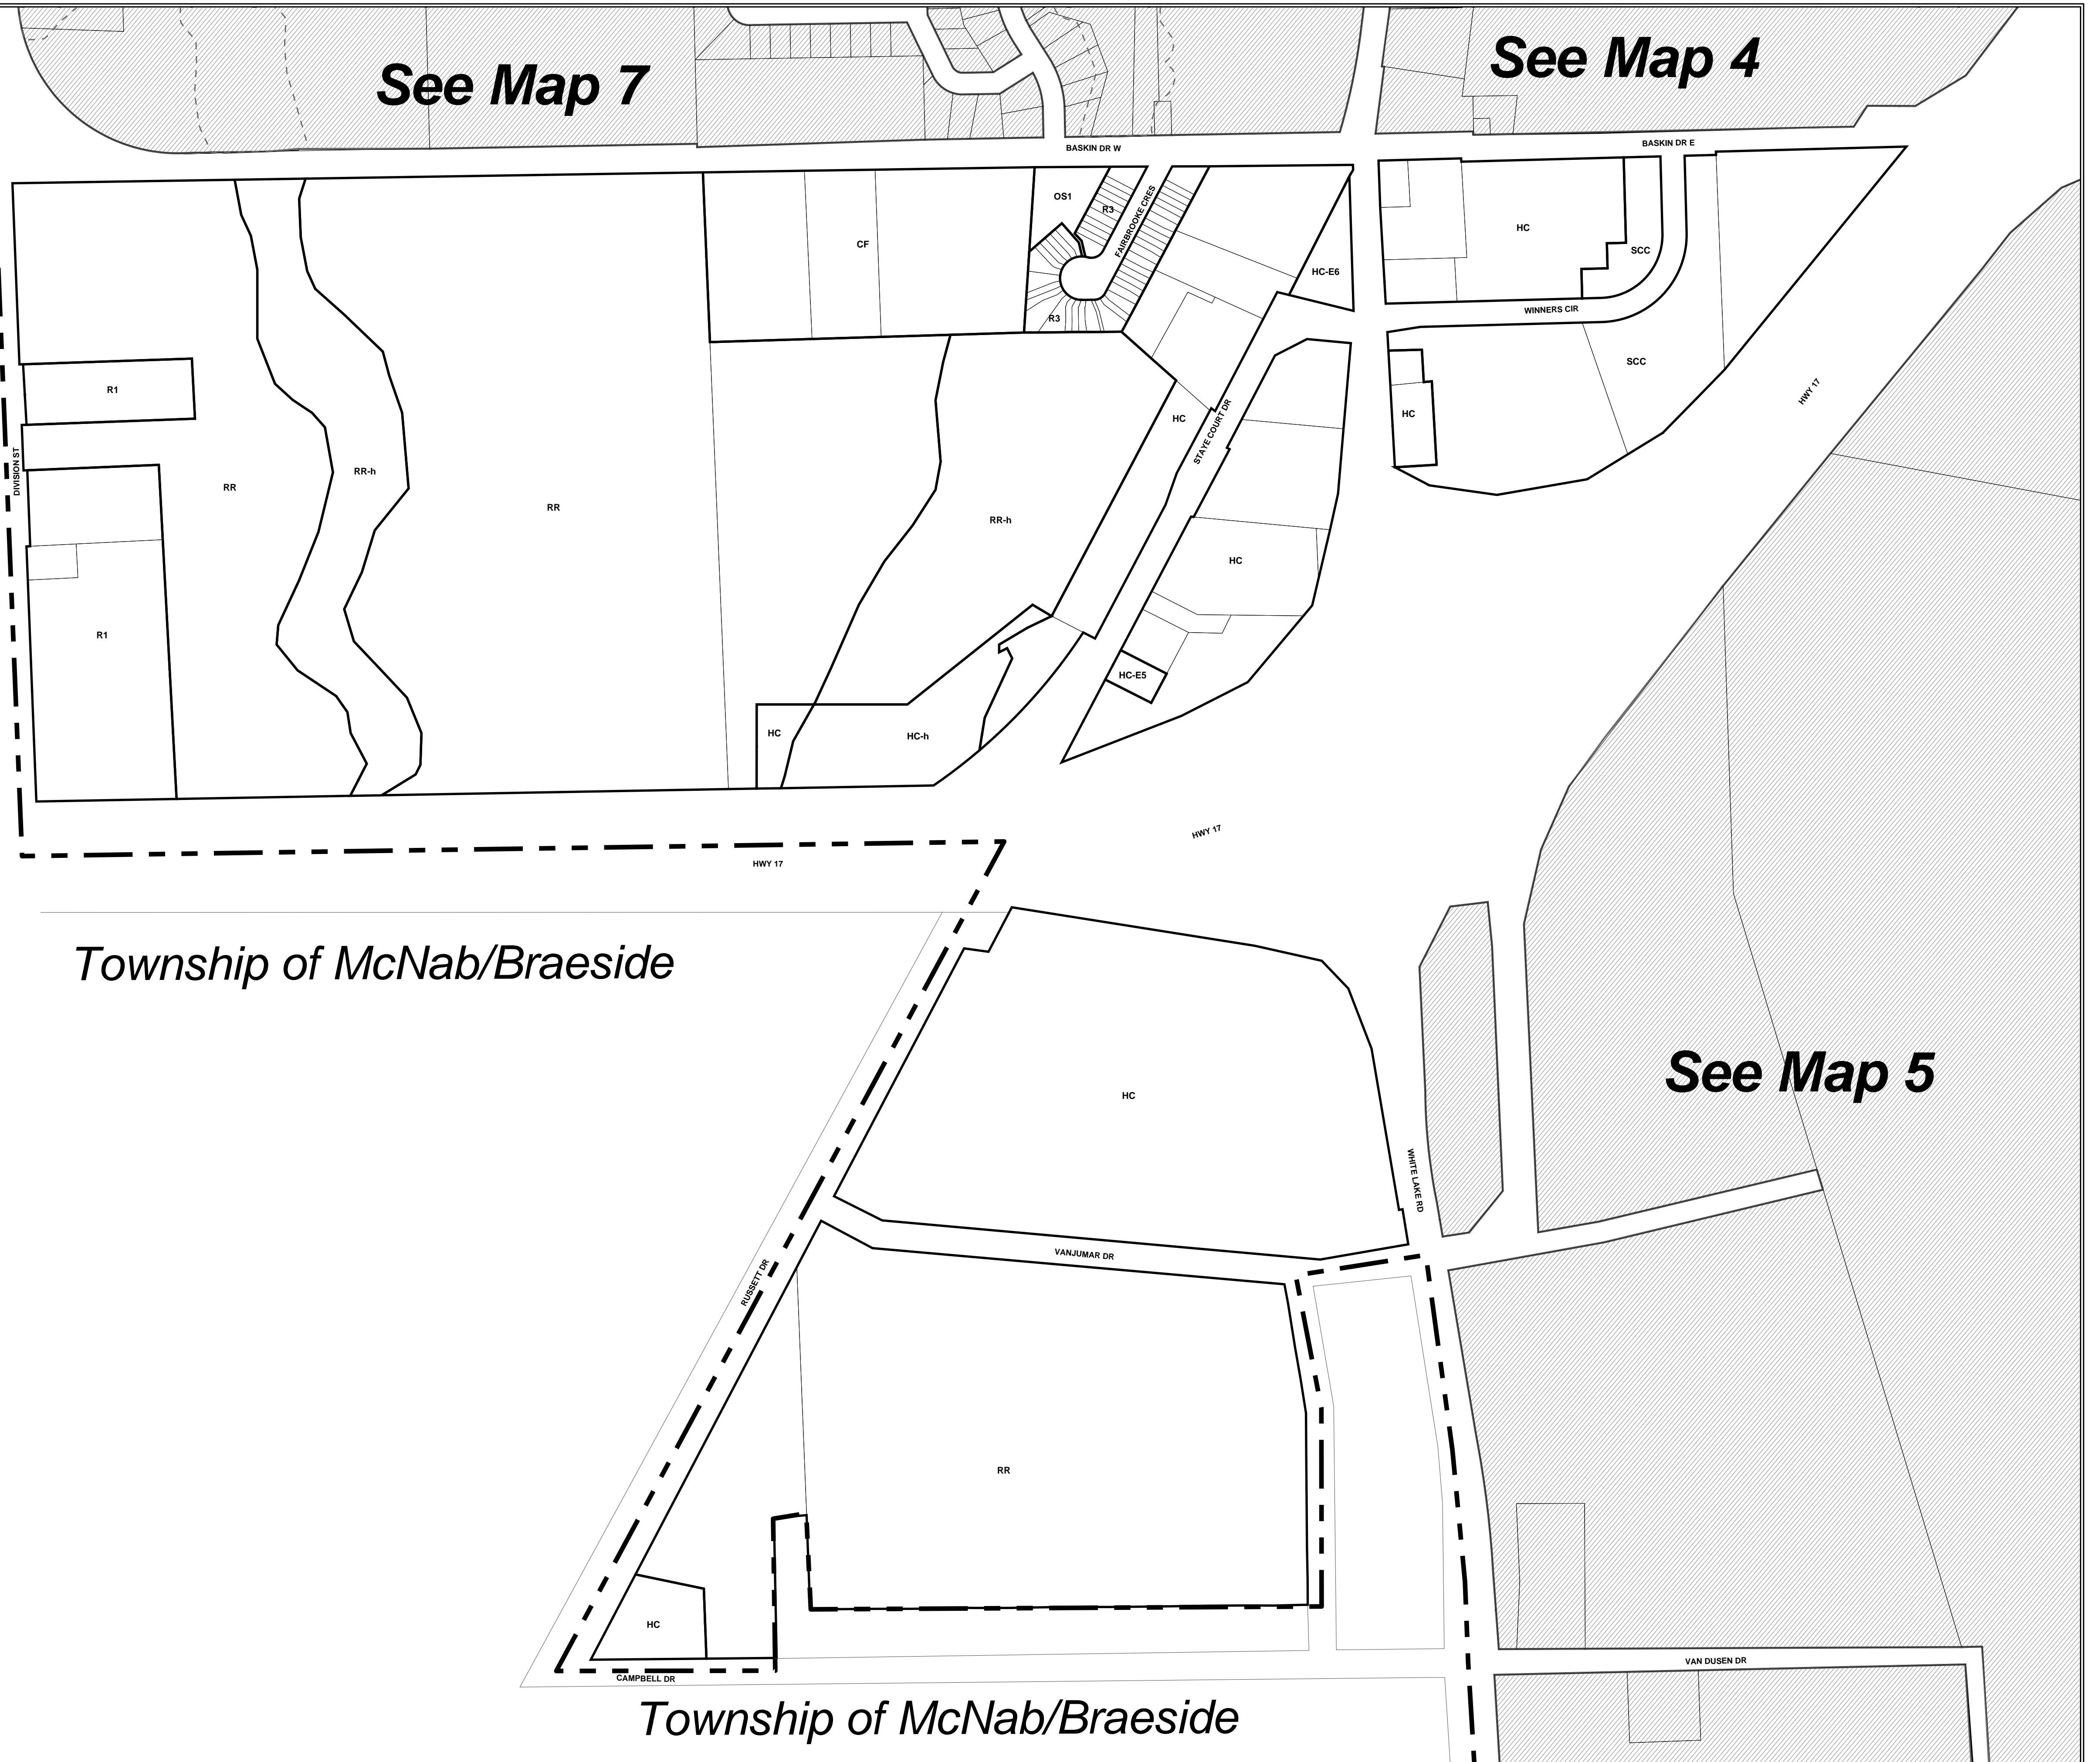 See Map 7
See Map 4
BASKIN DR W
BASKIN DR E
OS1
R3
FAIRBROOKE CRES
CF
HC
SCC
HC-E6
R3
WINNERS CIR
SCC
R1
HC
HC
HWY 17
STAYE COURT DR
DIVISION ST
RR
RR-h
RR
RR-h
HC
R1
HC-E5
HC
HC-h
HWY 17
HWY 17
Township of McNab/Braeside
See Map 5
HC
WHITE LAKE RD
VANJUMAR DR
RUSSETT DR
RR
HC
VAN DUSEN DR
CAMPBELL DR
Township of McNab/Braeside